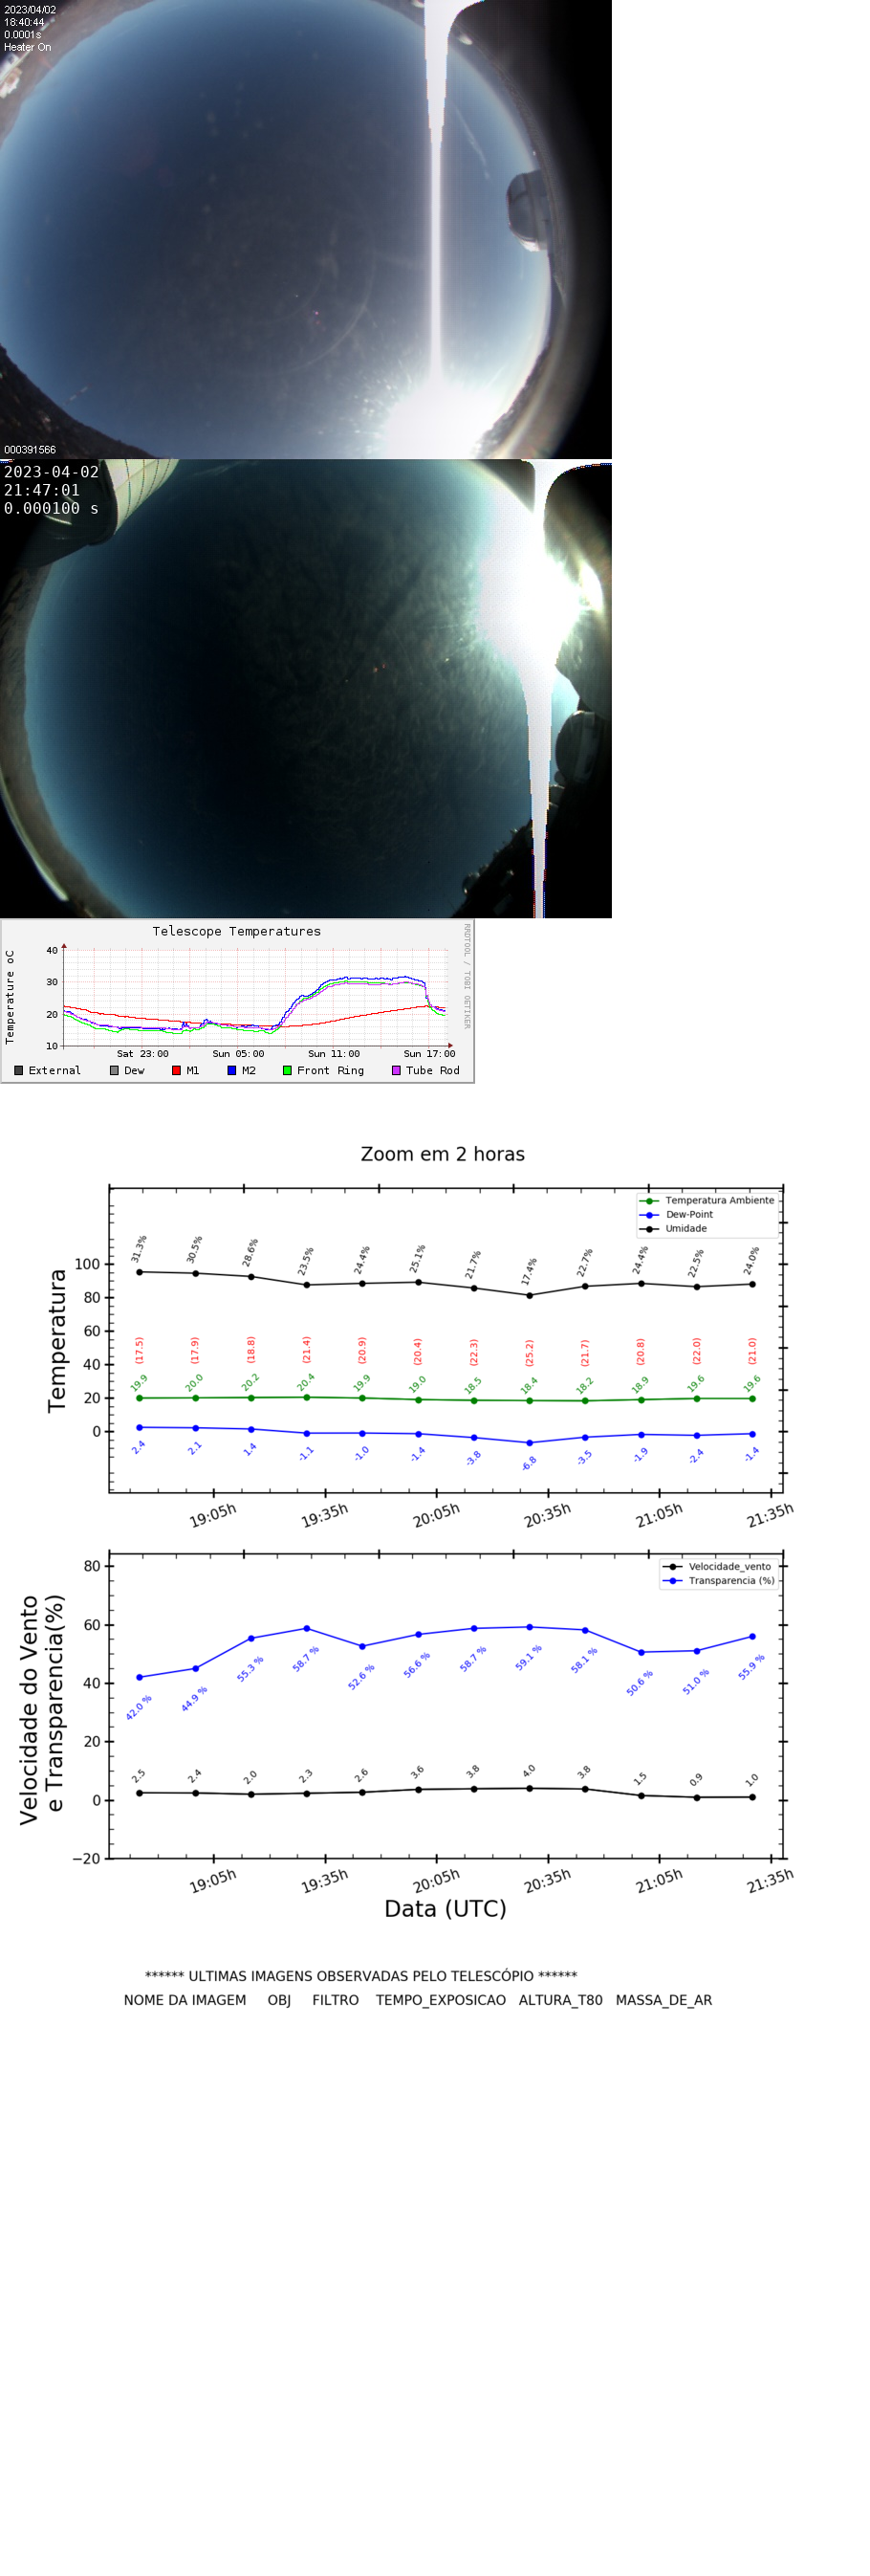 2023/04/02
18:40:44
0.0001s
Heater On
000391566
2023-04-02
21:47:01
0.000100 s
Telescope Temperatures
RRDTOOL / TOBI OETIKER
Temperature oC
40
30
20
10
Sat 23:00 Sun 05:00 Sun 11:00 Sun 17:00
External Dew M1 M2 Front Ring Tube Rod
Zoom em 2 horas
Temperatura Ambiente
Dew-Point
Umidade
Temperatura
100
80
60
40
20
0
31.3% 30.5% 28.6% 23.5% 24.4% 25.1% 21.7% 17.4% 22.7% 24.4% 22.5% 24.0%
(17.5) (17.9) (18.8) (21.4) (20.9) (20.4) (22.3) (25.2) (21.7) (20.8) (22.0) (21.0)
19.9 20.0 20.2 20.4 19.9 19.0 18.5 18.4 18.2 18.9 19.6 19.6
2.4 2.1 1.4 -1.1 -1.0 -1.4 -3.8 -6.8 -3.5 -1.9 -2.4 -1.4
19:05h 19:35h 20:05h 20:35h 21:05h 21:35h
Velocidade_vento
Transparencia (%)
Velocidade do Vento
e Transparencia(%)
80
60
40
20
0
−20
42.0 % 44.9 % 55.3 % 58.7 % 52.6 % 56.6 % 58.7 % 59.1 % 58.1 % 50.6 % 51.0 % 55.9 %
2.5 2.4 2.0 2.3 2.6 3.6 3.8 4.0 3.8 1.5 0.9 1.0
19:05h 19:35h 20:05h 20:35h 21:05h 21:35h
Data (UTC)
****** ULTIMAS IMAGENS OBSERVADAS PELO TELESCÓPIO ******
NOME DA IMAGEM OBJ FILTRO TEMPO_EXPOSICAO ALTURA_T80 MASSA_DE_AR